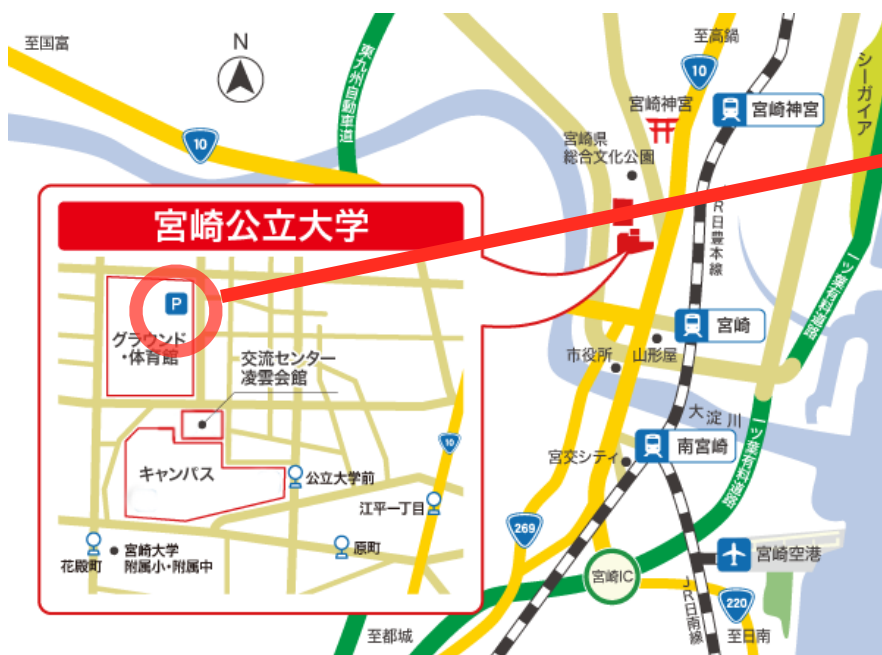 至国富
N
東九州自動車道
至高鍋
10
宮崎神宮
宮崎神宮
シーガイア
10
宮崎県
総合文化公園
宮崎公立大学
JR日豊本線
一ツ葉有料道路
P
グラウンド
・体育館
交流センター
凌雲会館
宮崎
市役所
山形屋
大淀川
南宮崎
一ツ葉有料道路
宮交シティ
10
キャンパス
公立大学前
江平一丁目
269
花殿町
宮崎大学
附属小・附属中
原町
宮崎空港
宮崎IC
JR日南線
220
至都城
至日南